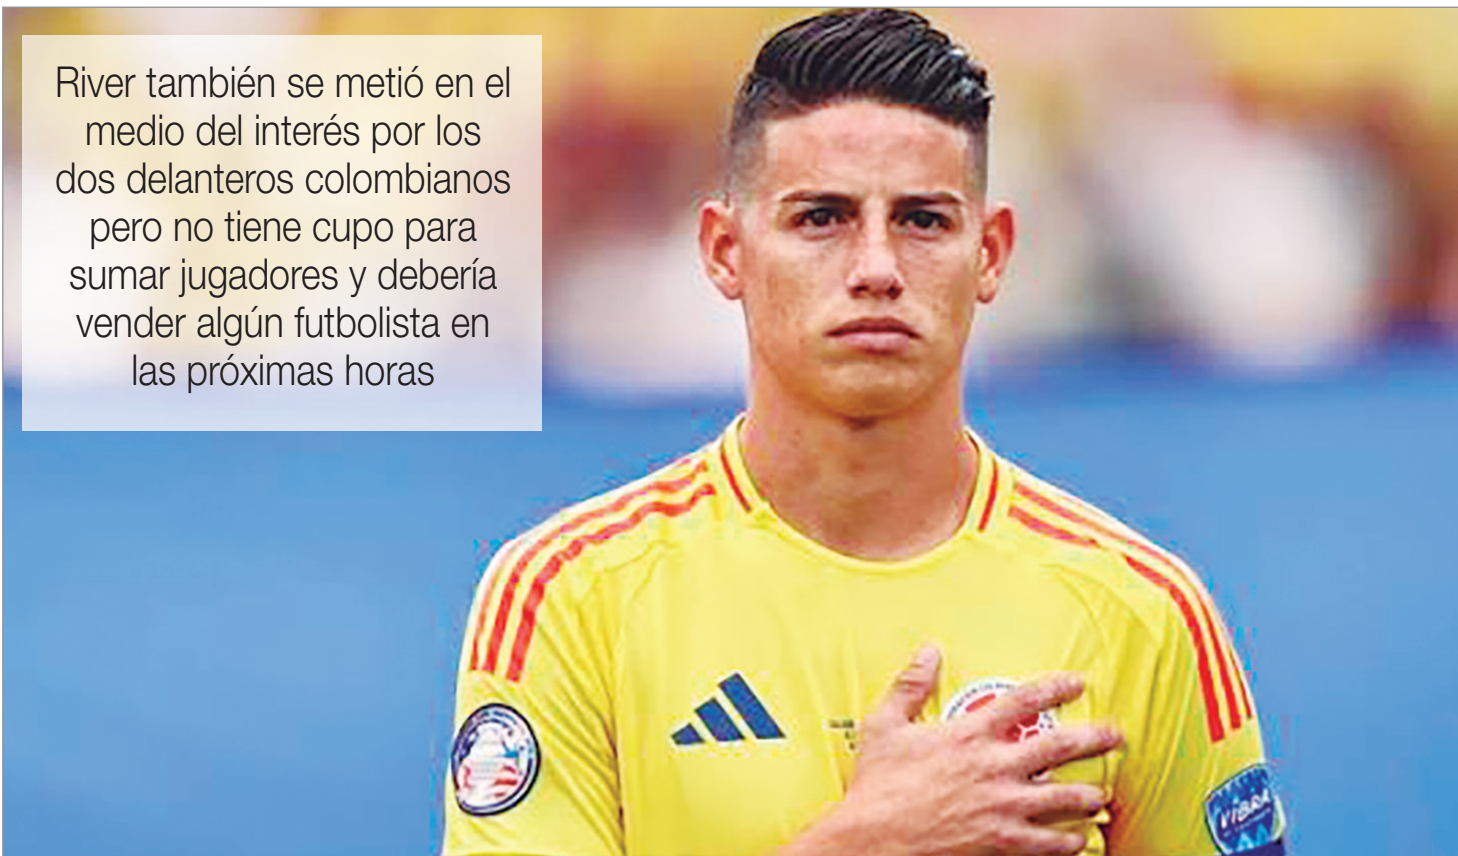 River también se metió en el
medio del interés por los
dos delanteros colombianos
pero no tiene cupo para
sumar jugadores y debería
vender algún futbolista en
las próximas horas
VIBRA